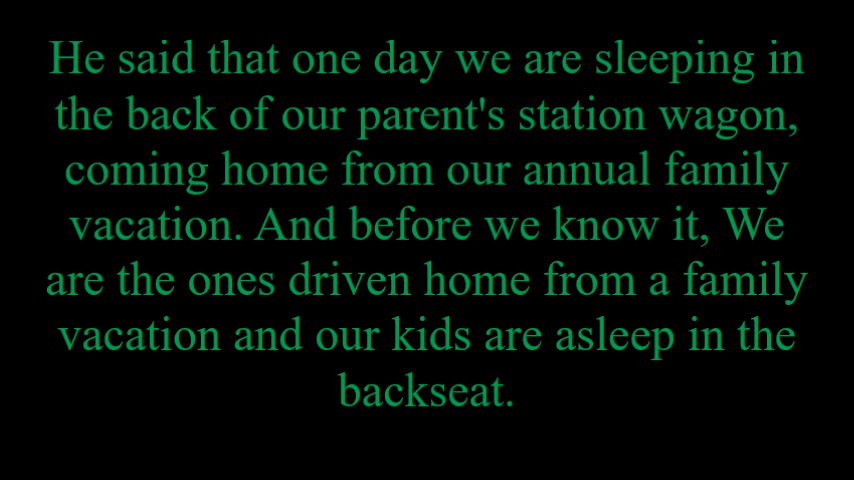 He said that one day we are sleeping in
the back of our parent's station wagon,
coming home from our annual family
vacation. And before we know it, We
are the ones driven home from a family
vacation and our kids are asleep in the
backseat.